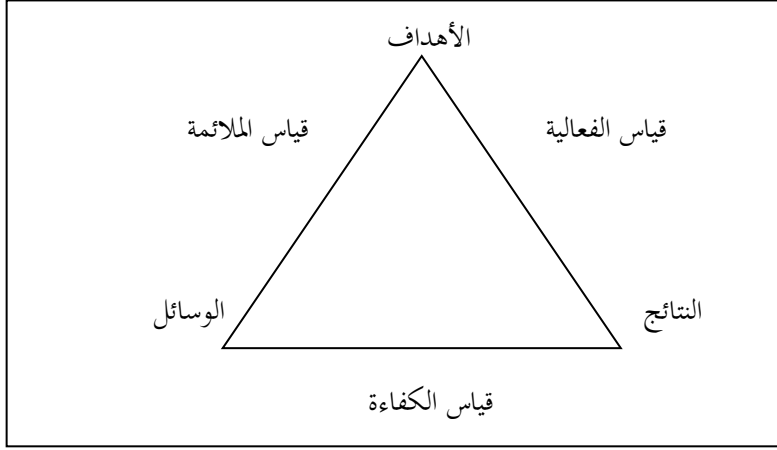 الأهداف
قياس الفعالية
قياس الملائمة
النتائج
الوسائل
قياس الكفاءة